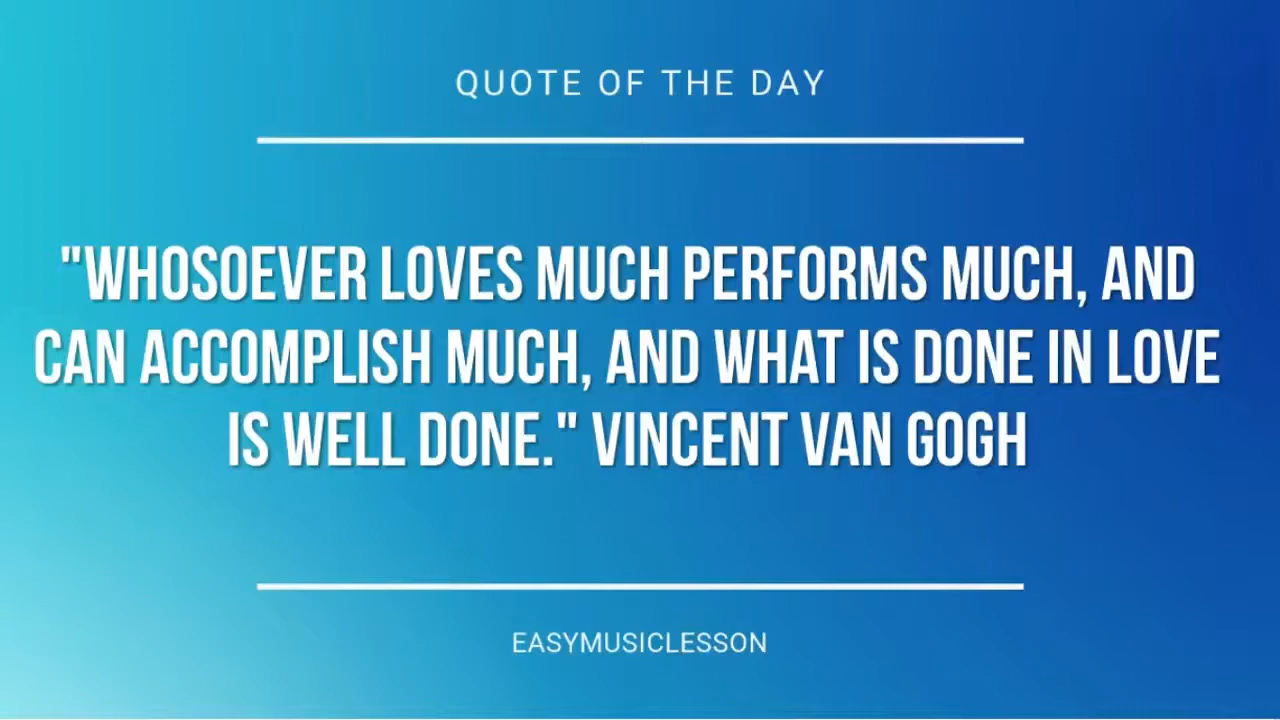 QUOTE OF THE DAY
"WHOSOEVER LOVES MUCH PERFORMS MUCH, AND
CAN ACCOMPLISH MUCH, AND WHAT IS DONE IN LOVE
IS WELL DONE." VINCENT VAN GOGH
EASYMUSICLESSON